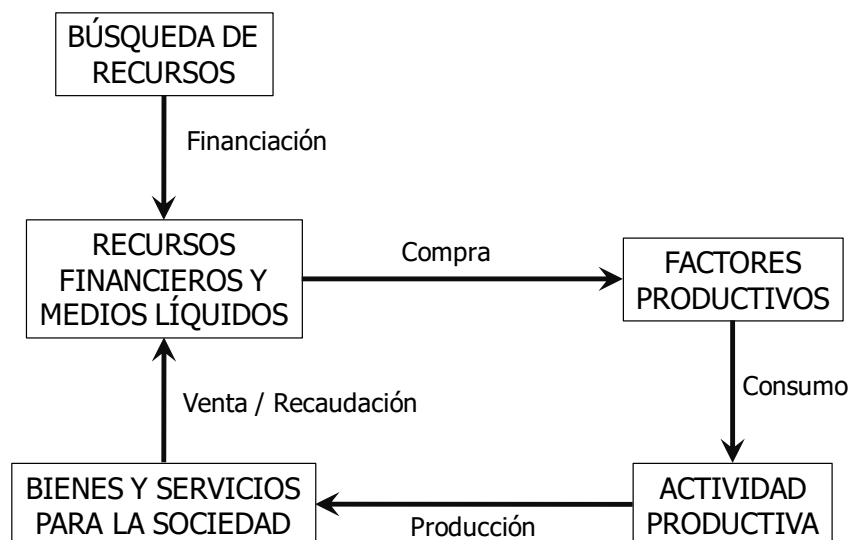 BÚSQUEDA DE
RECURSOS
Financiación
RECURSOS
FINANCIEROS Y
MEDIOS LÍQUIDOS
Compra
FACTORES
PRODUCTIVOS
Consumo
Venta / Recaudación
BIENES Y SERVICIOS
PARA LA SOCIEDAD
Producción
ACTIVIDAD
PRODUCTIVA